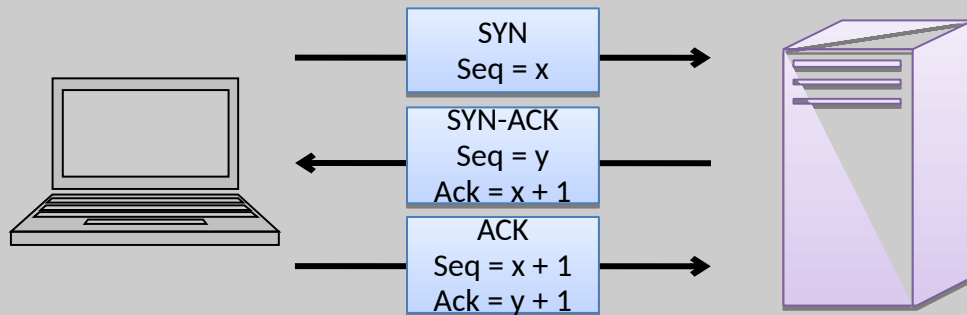 SYN
Seq = x
SYN-ACK
Seq = y
Ack = x + 1
ACK
Seq = x + 1
Ack = y + 1